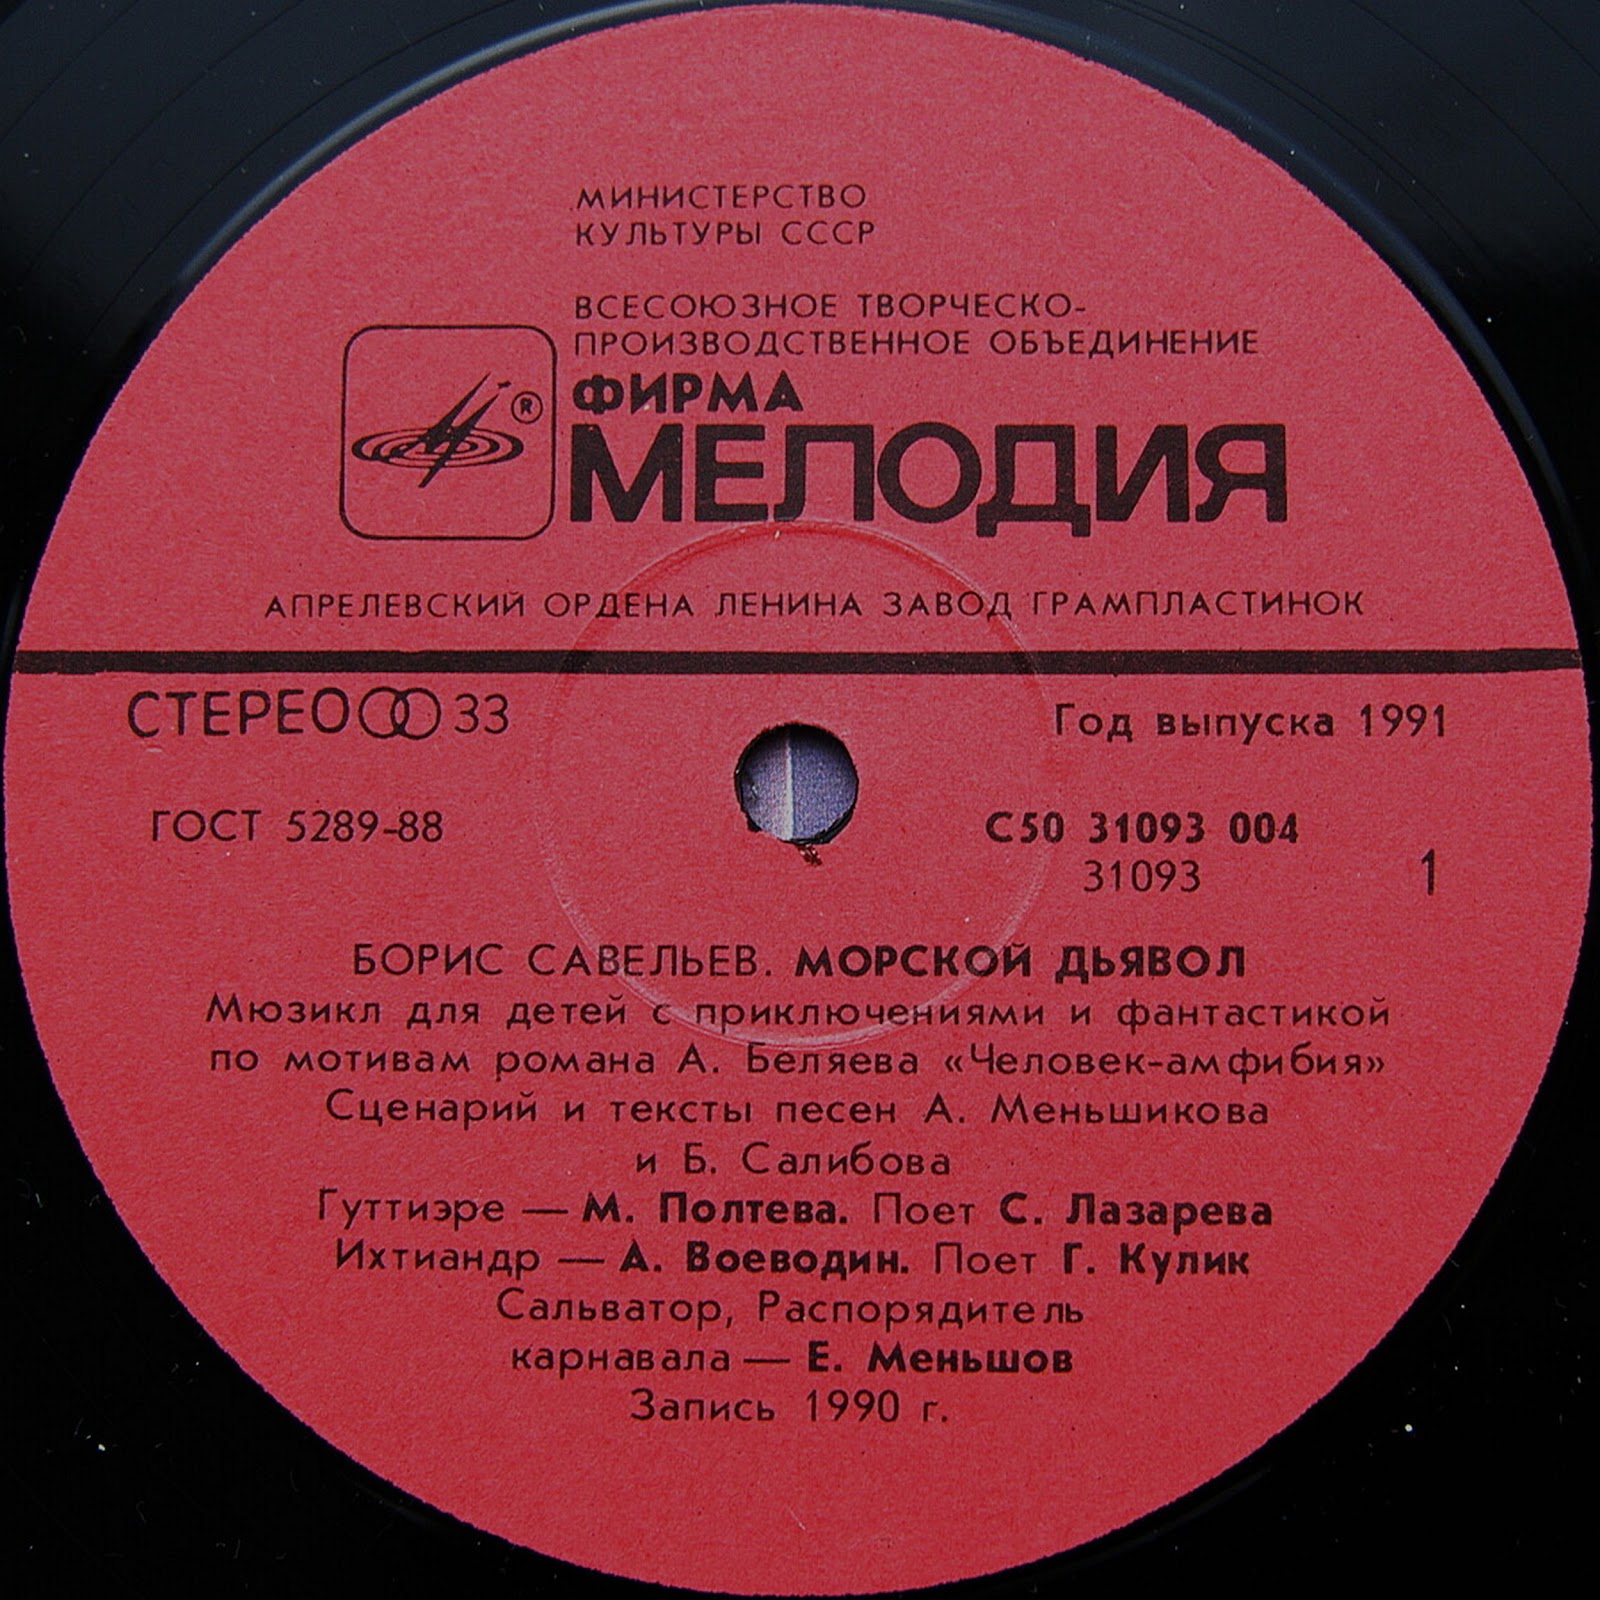 МИНИСТЕРСТВО
КУЛЬТУРЫ СССР
ВСЕСОЮЗНОЕ ТВОРЧЕСКО-
ПРОИЗВОДСТВЕННОЕ ОБЪЕДИНЕНИЕ
ФИРМА
®
МЕЛОДИЯ
АПРЕЛЕВСКИЙ ОРДЕНА ЛЕНИНА ЗАВОД ГРАМПЛАСТИНОК
СТЕРЕО 33 Год выпуска 1991
ГОСТ 5289-88 С50 31093 004
31093 1
БОРИС САВЕЛЬЕВ. МОРСКОЙ ДЬЯВОЛ
Мюзикл для детей с приключениями и фантастикой
по мотивам романа А. Беляева «Человек-амфибия»
Сценарий и тексты песен А. Меньшикова
и Б. Салибова
Гуттиэре — М. Полтева. Поет С. Лазарева
Ихтиандр — А. Воеводин. Поет Г. Кулик
Сальватор, Распорядитель
карнавала — Е. Меньшов
Запись 1990 г.